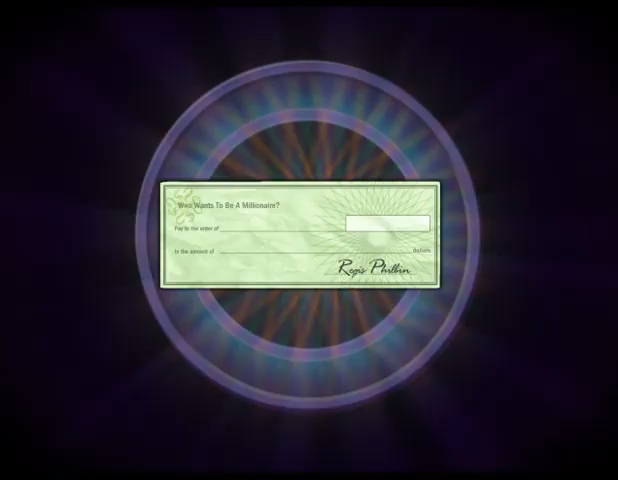 Who Wants To Be A Millionaire?
Pay to the order of
In the amount of dollars
Regis Philbin